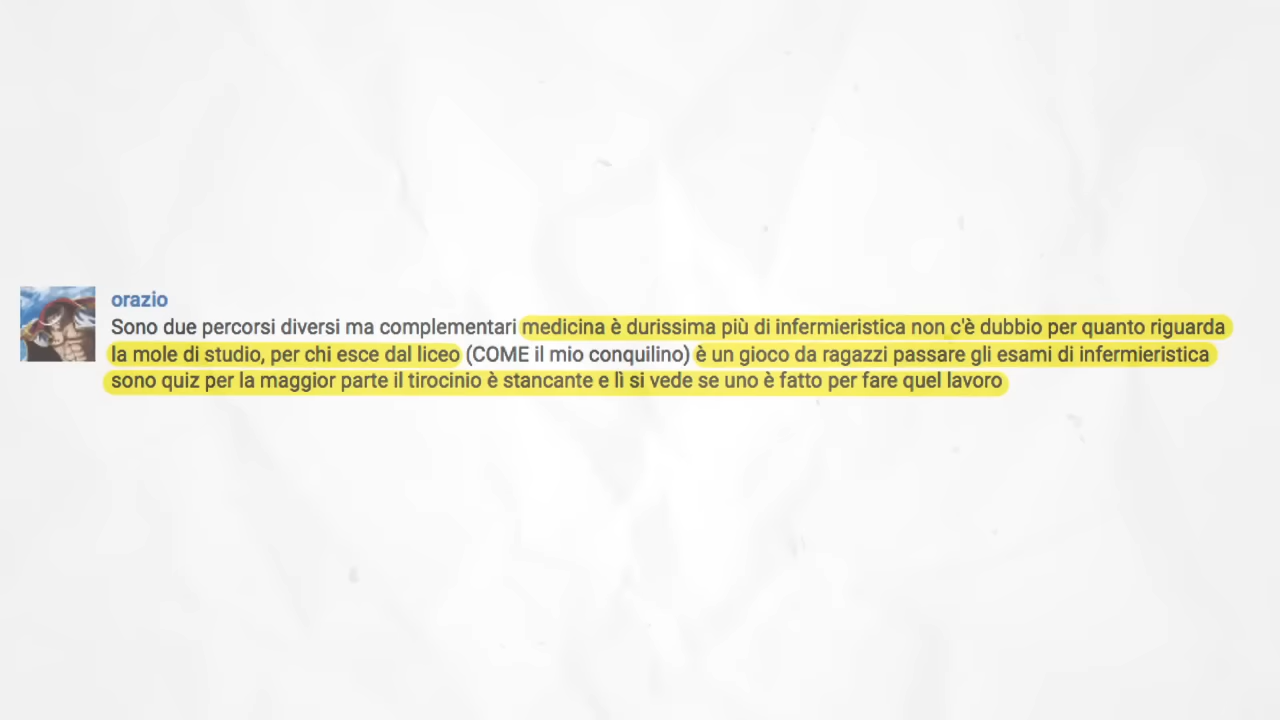 orazio
Sono due percorsi diversi ma complementari medicina è durissima più di infermieristica non c'è dubbio per quanto riguarda
la mole di studio, per chi esce dal liceo (COME il mio conquilino) è un gioco da ragazzi passare gli esami di infermieristica
sono quiz per la maggior parte il tirocinio è stancante e lì si vede se uno è fatto per fare quel lavoro